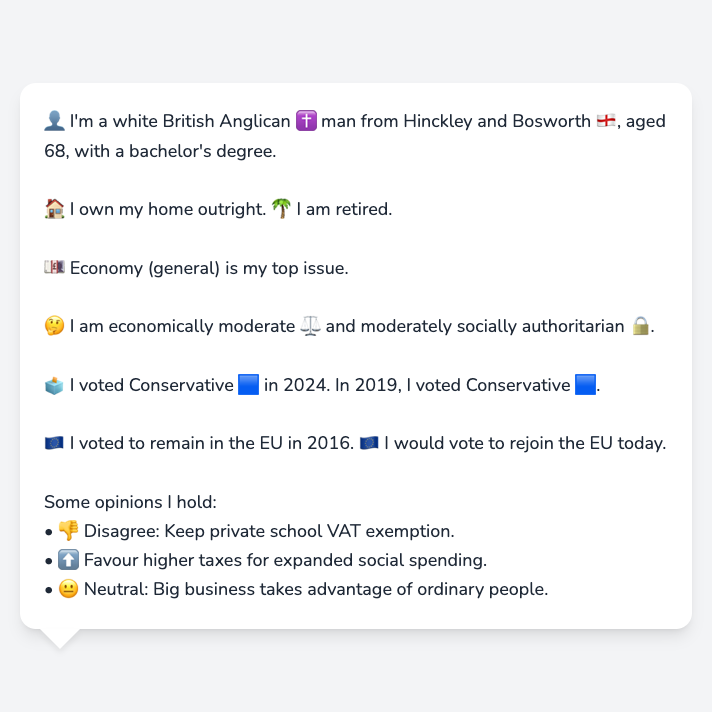 👤 I'm a white British Anglican ✝️ man from Hinckley and Bosworth 🏴󠁧󠁢󠁥󠁮󠁧󠁿, aged
68, with a bachelor's degree.
🏠 I own my home outright. 🌴 I am retired.
💷 Economy (general) is my top issue.
🤔 I am economically moderate ⚖️ and moderately socially authoritarian 🔒.
🗳️ I voted Conservative 🟦 in 2024. In 2019, I voted Conservative 🟦.
🇪🇺 I voted to remain in the EU in 2016. 🇪🇺 I would vote to rejoin the EU today.
Some opinions I hold:
• 👎 Disagree: Keep private school VAT exemption.
• ⬆️ Favour higher taxes for expanded social spending.
• 😐 Neutral: Big business takes advantage of ordinary people.